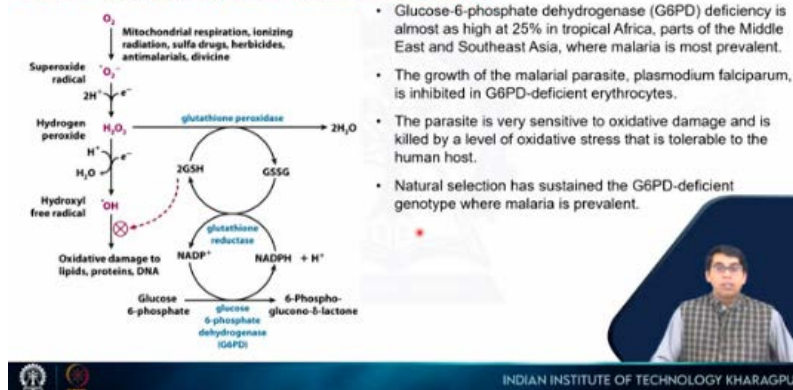 O₂
Mitochondrial respiration, ionizing
radiation, sulfa drugs, herbicides,
antimalarials, divicine
Superoxide
radical
•O₂⁻
2H⁺
e⁻
Hydrogen
peroxide
H₂O₂
glutathione peroxidase
2H₂O
H⁺
e⁻
H₂O
2GSH
GSSG
Hydroxyl
free radical
•OH
glutathione
reductase
Oxidative damage to
lipids, proteins, DNA
NADP⁺
NADPH + H⁺
Glucose
6-phosphate
6-Phospho-
glucono-δ-lactone
glucose
6-phosphate
dehydrogenase
(G6PD)
• Glucose-6-phosphate dehydrogenase (G6PD) deficiency is
almost as high at 25% in tropical Africa, parts of the Middle
East and Southeast Asia, where malaria is most prevalent.
• The growth of the malarial parasite, plasmodium falciparum,
is inhibited in G6PD-deficient erythrocytes.
• The parasite is very sensitive to oxidative damage and is
killed by a level of oxidative stress that is tolerable to the
human host.
• Natural selection has sustained the G6PD-deficient
genotype where malaria is prevalent.
INDIAN INSTITUTE OF TECHNOLOGY KHARAGPU